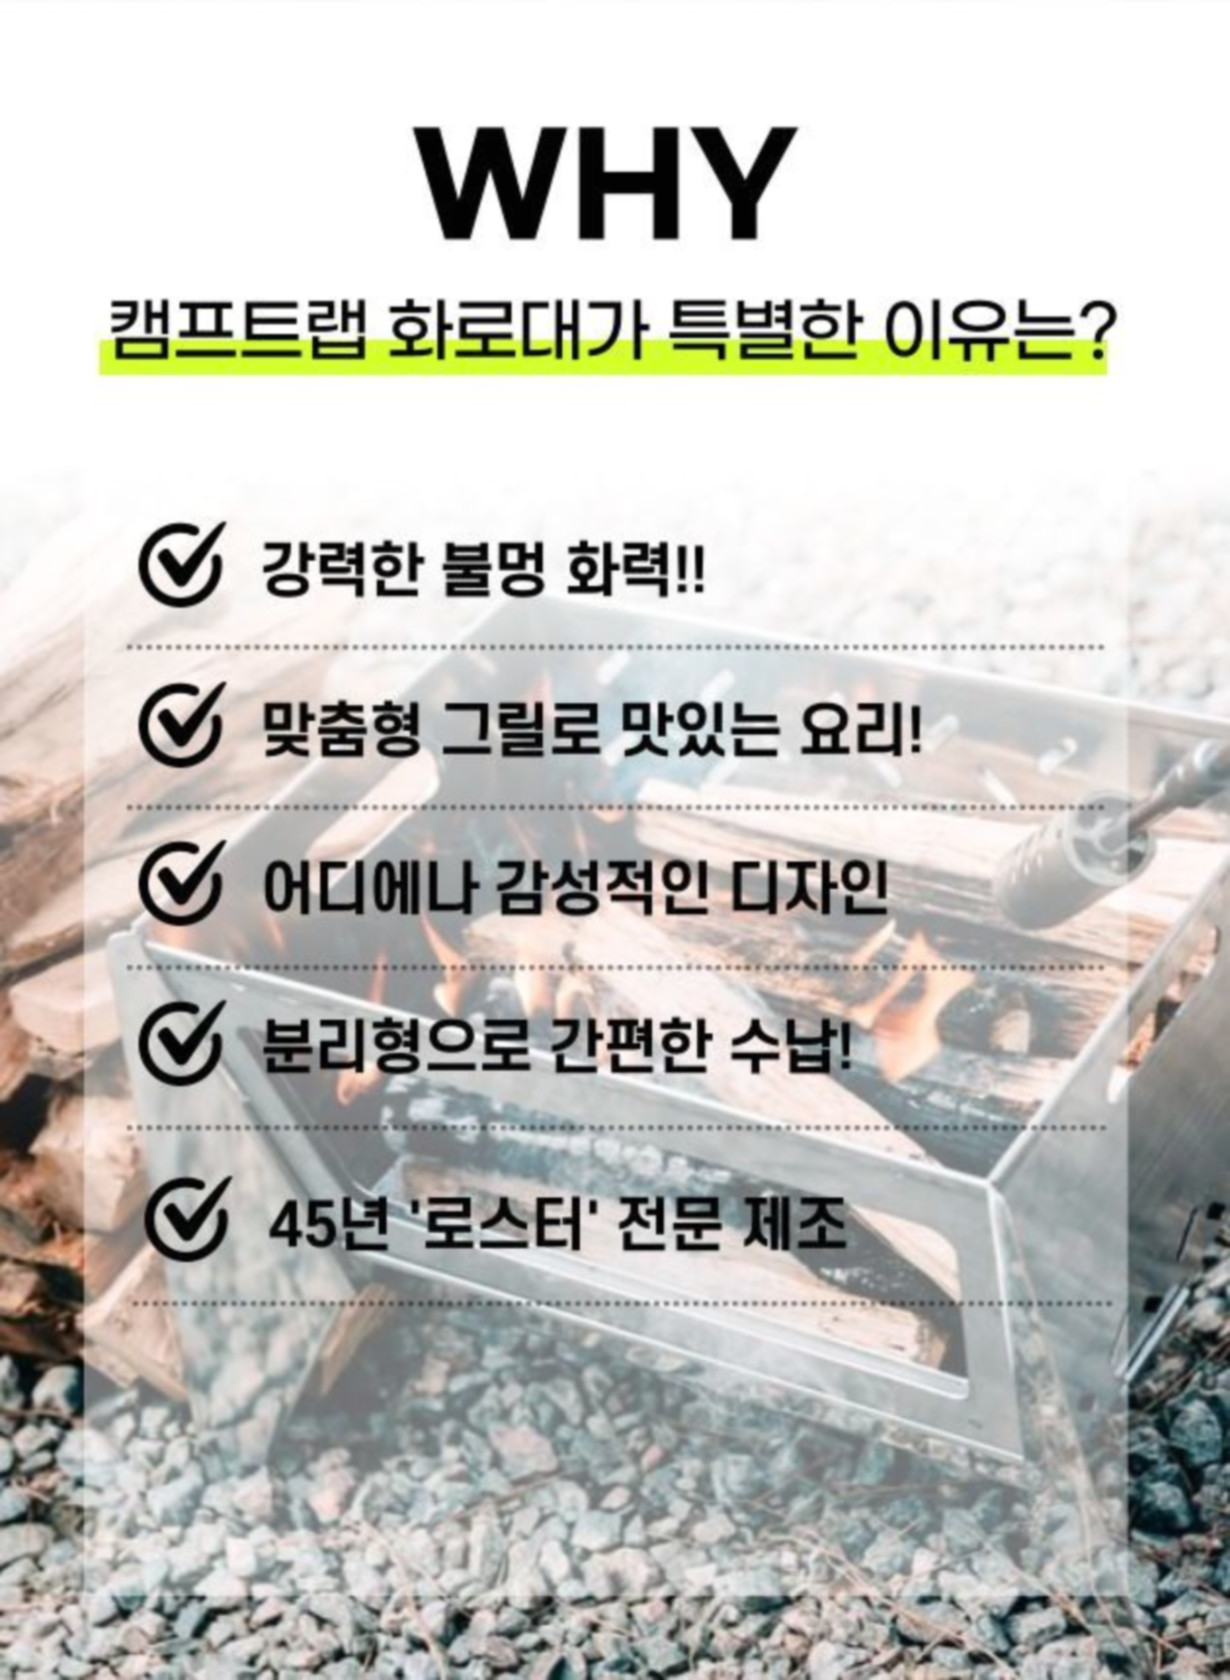 WHY
캠프트랩 화로대가 특별한 이유는?
강력한 불멍 화력!!
맞춤형 그릴로 맛있는 요리!
어디에나 감성적인 디자인
분리형으로 간편한 수납!
45년 '로스터' 전문 제조